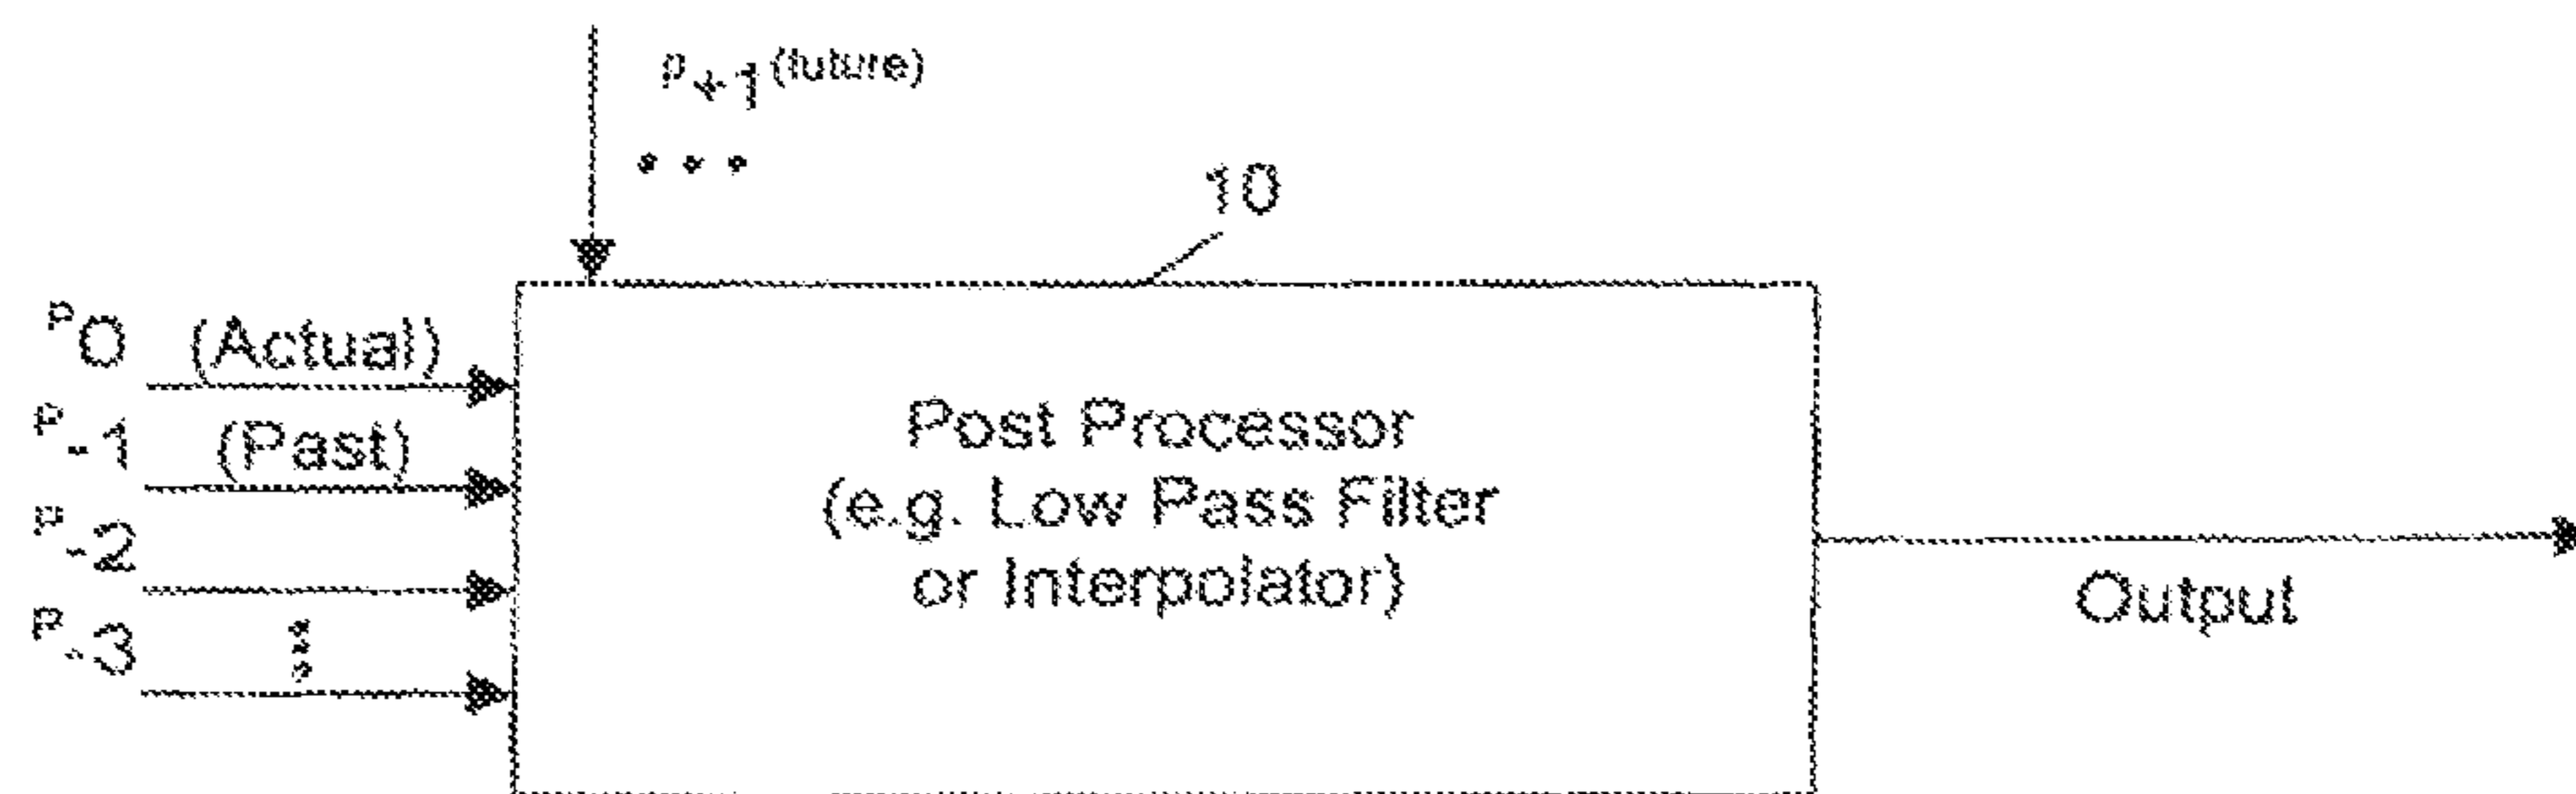 P+1 (future)
10
P0 (Actual)
P-1 (Past)
P-2
P-3
Post Processor
(e.g. Low Pass Filter
or Interpolator)
Output